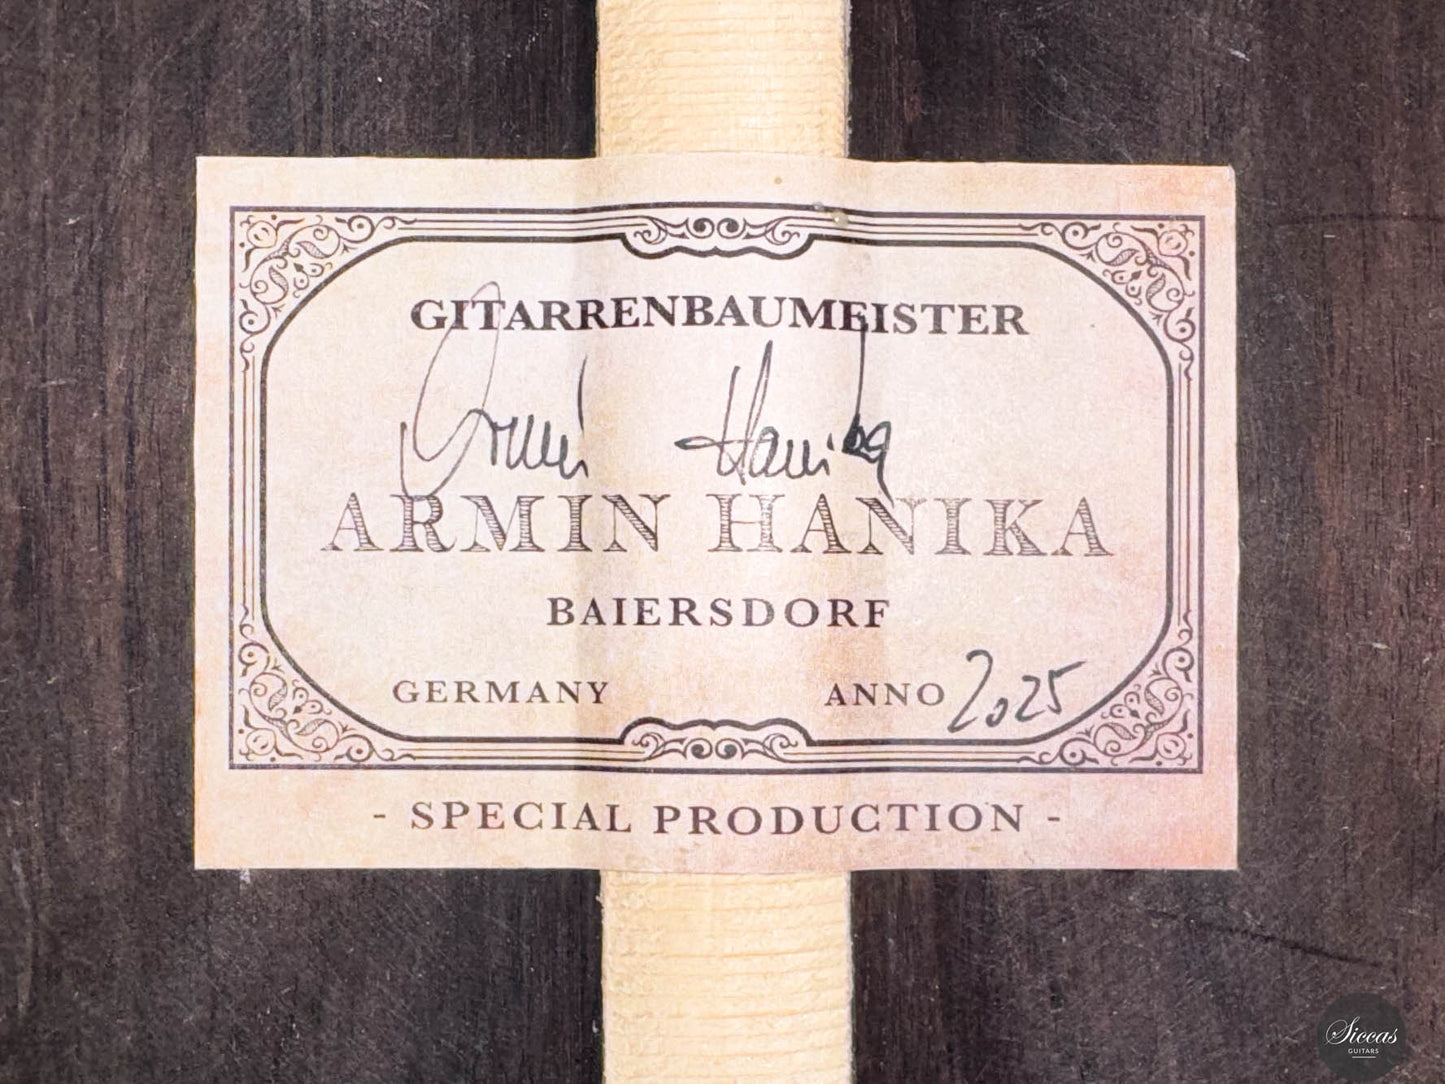 GITARRENBAUMEISTER
Armin Hanika
ARMIN HANIKA
BAIERSDORF
GERMANY ANNO 2025
- SPECIAL PRODUCTION -
Siccas
GUITARS